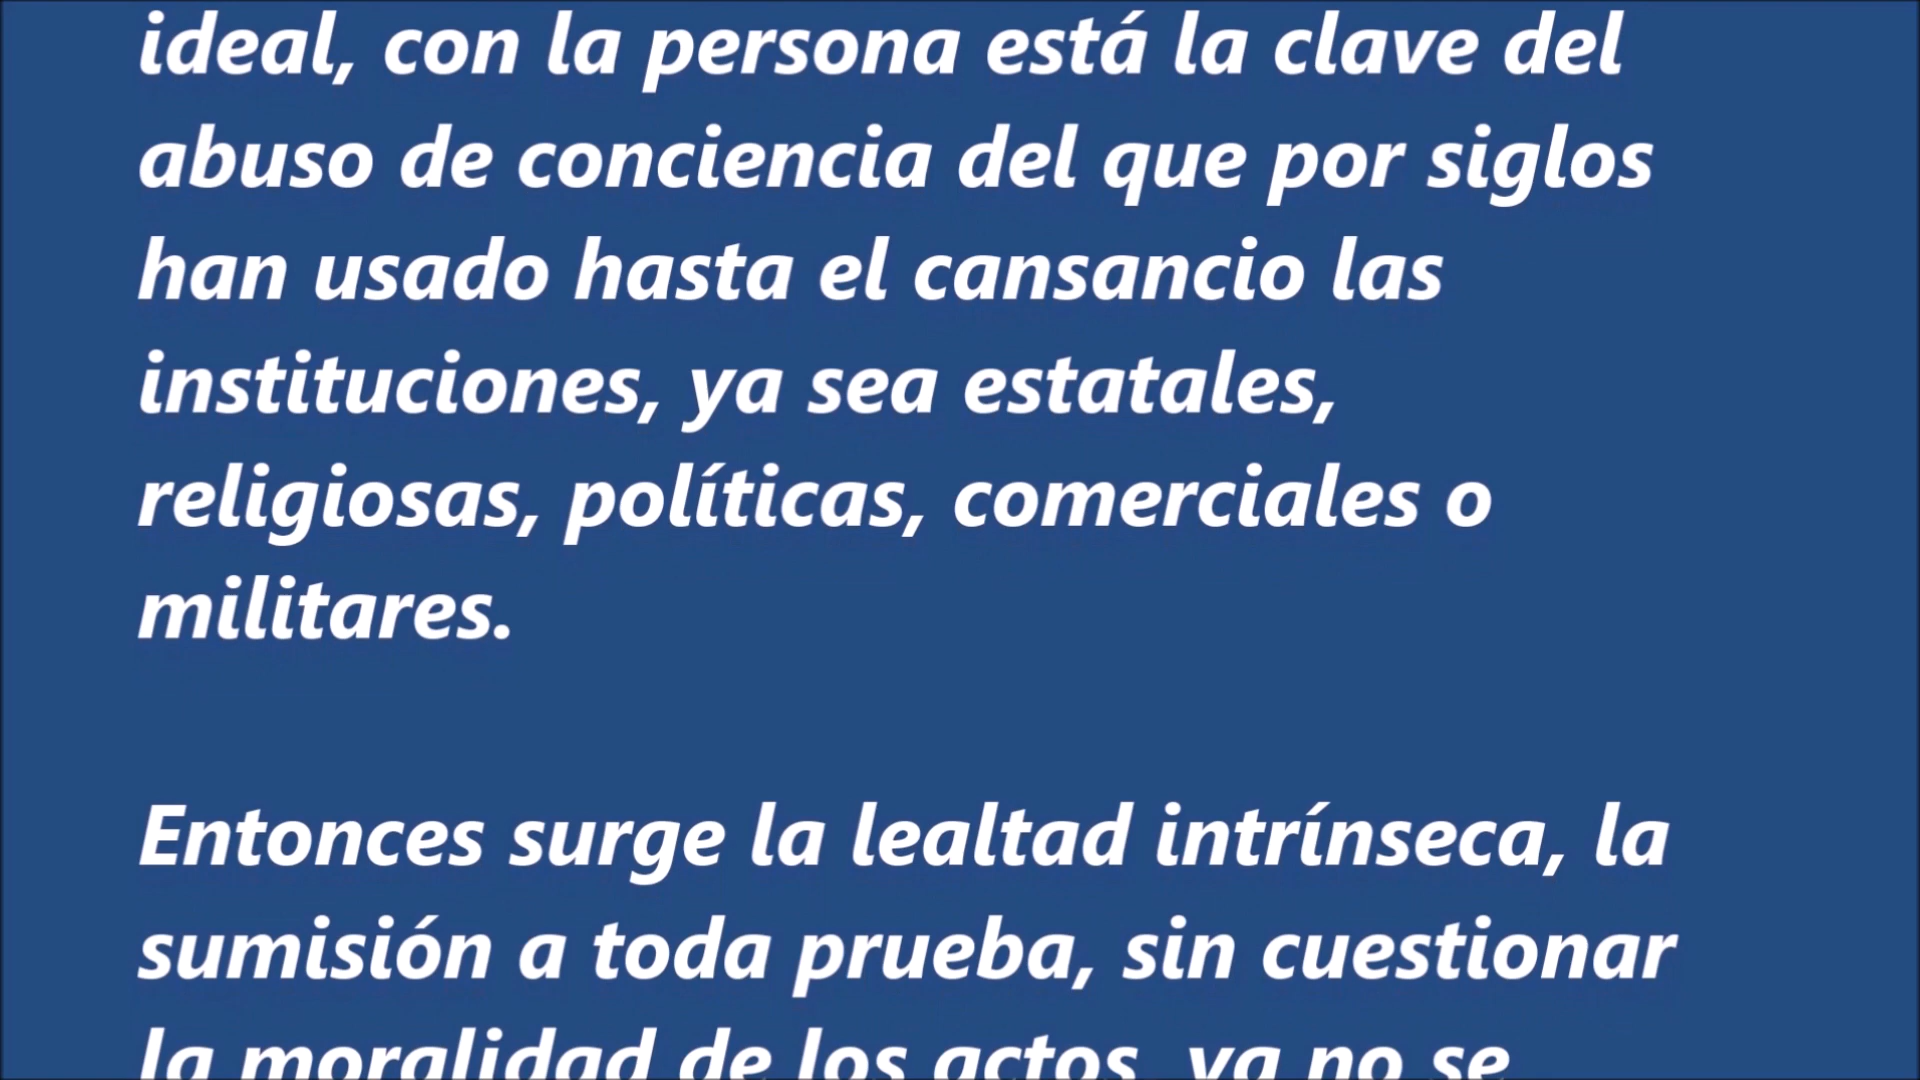 ideal, con la persona está la clave del
abuso de conciencia del que por siglos
han usado hasta el cansancio las
instituciones, ya sea estatales,
religiosas, políticas, comerciales o
militares.
Entonces surge la lealtad intrínseca, la
sumisión a toda prueba, sin cuestionar
la moralidad de los actos, ya no se